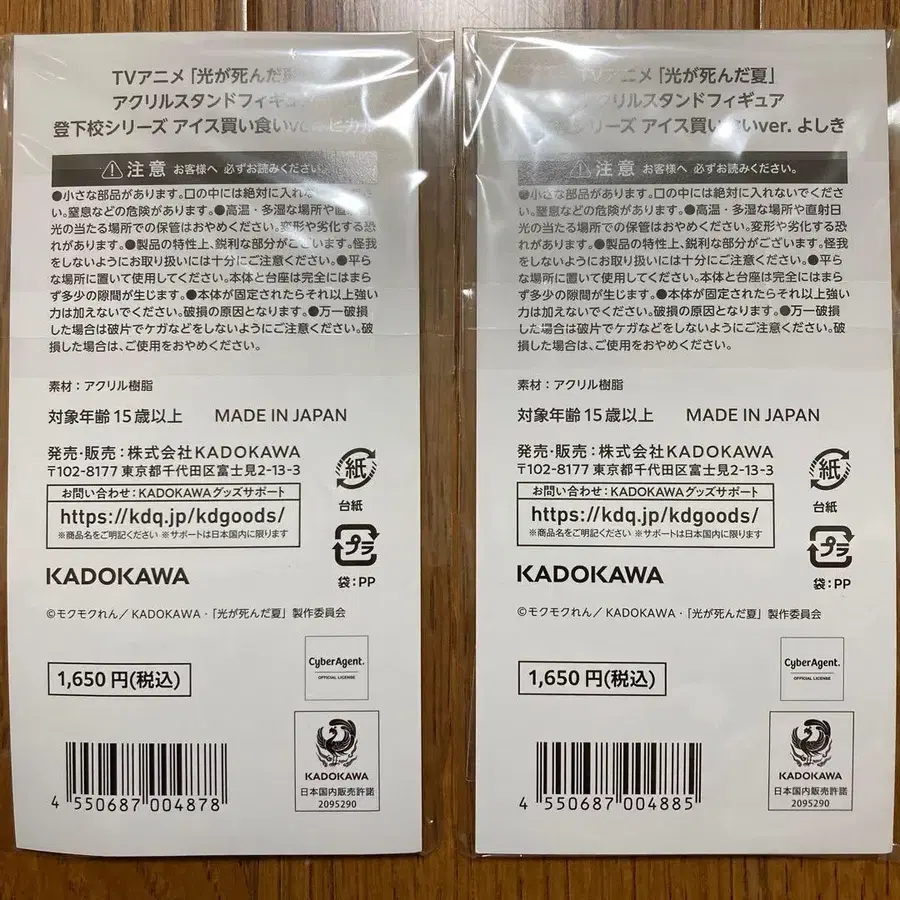 TVアニメ「光が死んだ
アクリルスタンドフィギュア
登下校シリーズ アイス買い食いver. ヒカル
注意 お客様へ 必ずお読みください。
●小さな部品があります。口の中には絶対に入れな
い。窒息などの危険があります。●高温・多湿な場所や直射日
光の当たる場所での保管はおやめください。変形や劣化する恐
れがあります。●製品の特性上、鋭利な部分がございます。怪我
をしないようにお取り扱いには十分にご注意ください。●平ら
な場所に置いて使用してください。本体と台座は完全にはまら
ず多少の隙間が生じます。●本体が固定されたらそれ以上強い
力は加えないでください。破損の原因となります。●万一破損
した場合は破片でケガなどをしないようにご注意ください。破
損した場合は、ご使用をおやめください。
素材：アクリル樹脂
対象年齢15歳以上 MADE IN JAPAN
発売・販売：株式会社KADOKAWA
〒102-8177 東京都千代田区富士見2-13-3
お問い合わせ：KADOKAWAグッズサポート
https://kdq.jp/kdgoods/
※商品名をご明記ください ※サポートは日本国内に限ります
紙
台紙
プラ
袋：PP
KADOKAWA
©モクモクれん／KADOKAWA・「光が死んだ夏」製作委員会
1,650円(税込)
CyberAgent.
OFFICIAL LICENSE
KADOKAWA
日本国内販売許諾
2095290
4 550687 004878
TVアニメ「光が死んだ夏」
クリルスタンドフィギュア
シリーズ アイス買い食いver. よしき
注意 お客様へ 必ずお読みください。
●小さな部品があります。口の中には絶対に入れないでくださ
い。窒息などの危険があります。●高温・多湿な場所や直射日
光の当たる場所での保管はおやめください。変形や劣化する恐
れがあります。●製品の特性上、鋭利な部分がございます。怪我
をしないようにお取り扱いには十分にご注意ください。●平ら
な場所に置いて使用してください。本体と台座は完全にはまら
ず多少の隙間が生じます。●本体が固定されたらそれ以上強い
力は加えないでください。破損の原因となります。●万一破損
した場合は破片でケガなどをしないようにご注意ください。破
損した場合は、ご使用をおやめください。
素材：アクリル樹脂
対象年齢15歳以上 MADE IN JAPAN
発売・販売：株式会社KADOKAWA
〒102-8177 東京都千代田区富士見2-13-3
お問い合わせ：KADOKAWAグッズサポート
https://kdq.jp/kdgoods/
※商品名をご明記ください ※サポートは日本国内に限ります
紙
台紙
プラ
袋：PP
KADOKAWA
©モクモクれん／KADOKAWA・「光が死んだ夏」製作委員会
1,650円(税込)
CyberAgent.
OFFICIAL LICENSE
KADOKAWA
日本国内販売許諾
2095290
4 550687 004885